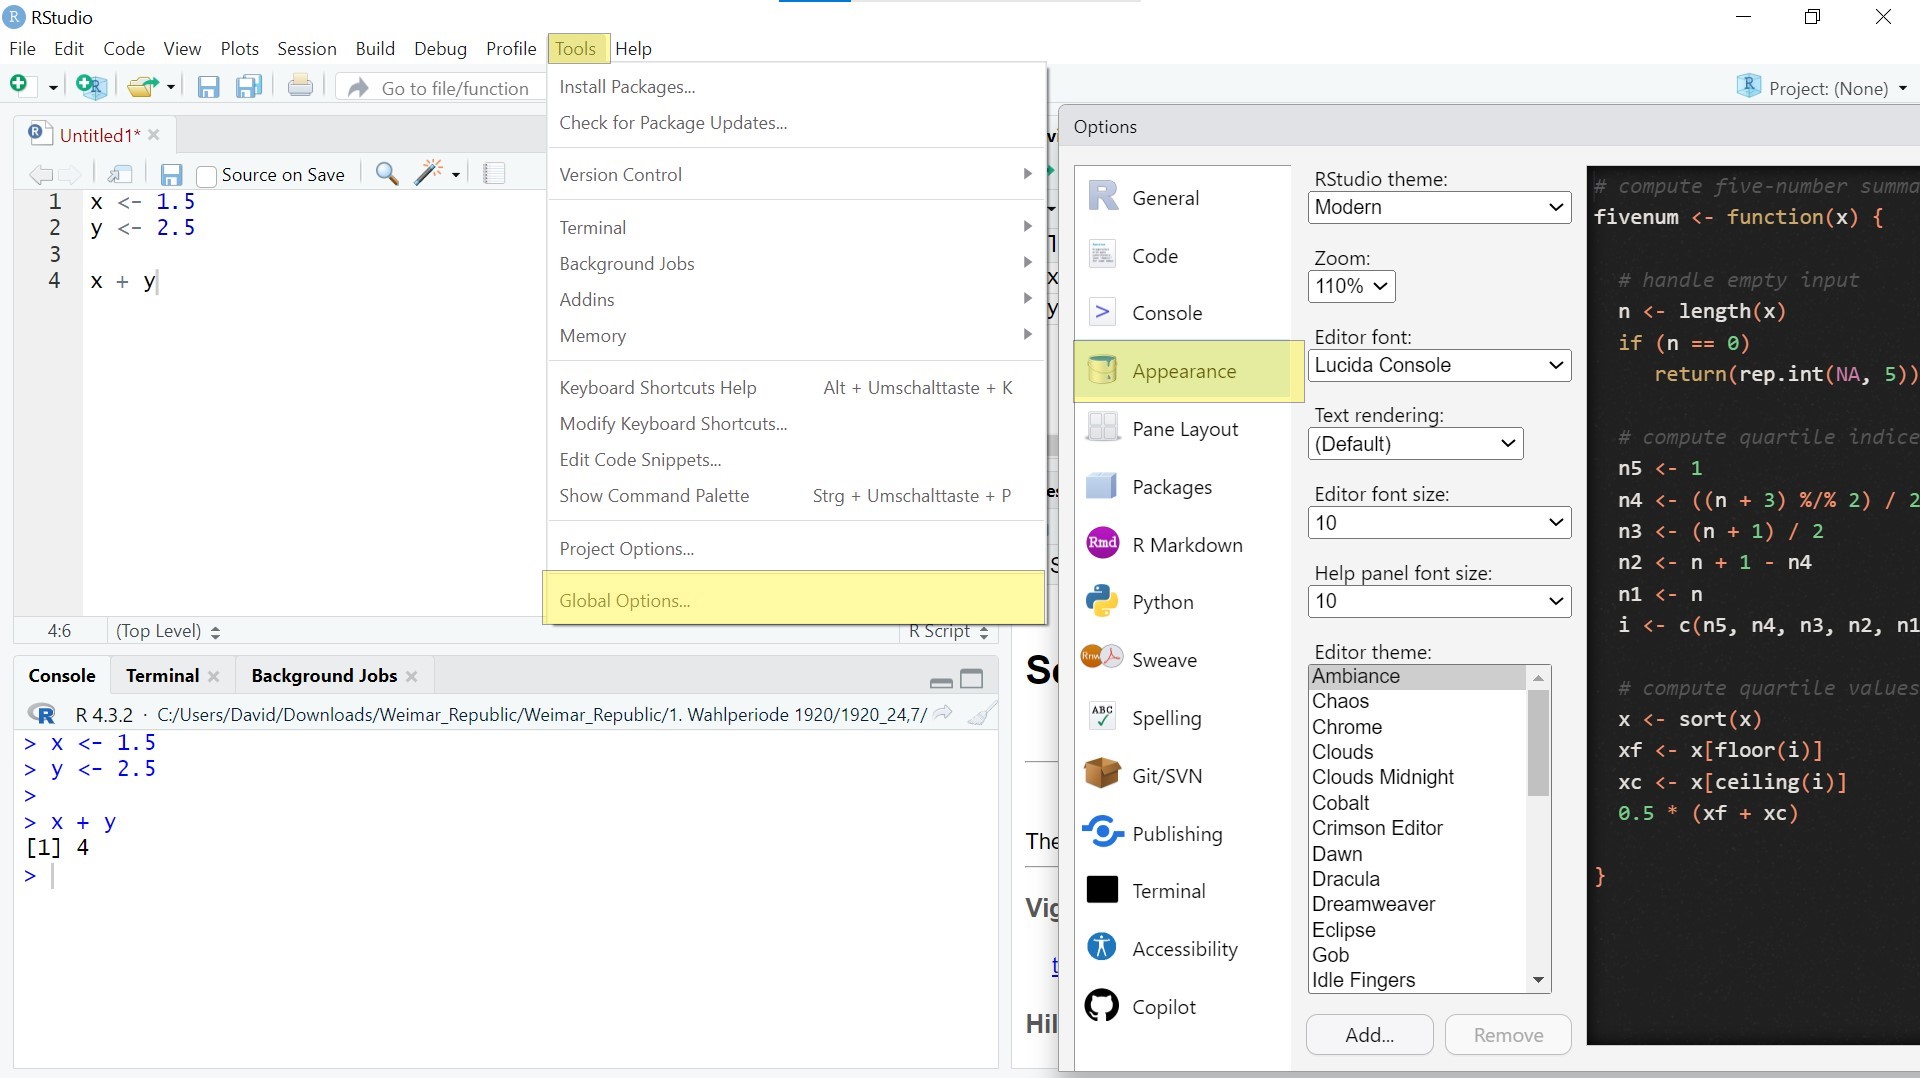 R RStudio
File Edit Code View Plots Session Build Debug Profile Tools Help
Go to file/function
Project: (None)
Untitled1*
Source on Save
1 x <- 1.5
2 y <- 2.5
3
4 x + y
4:6 (Top Level) R Script
Install Packages...
Check for Package Updates...
Version Control
Terminal
Background Jobs
Addins
Memory
Keyboard Shortcuts Help Alt + Umschalttaste + K
Modify Keyboard Shortcuts...
Edit Code Snippets...
Show Command Palette Strg + Umschalttaste + P
Project Options...
Global Options...
Console Terminal Background Jobs
R 4.3.2 · C:/Users/David/Downloads/Weimar_Republic/Weimar_Republic/1. Wahlperiode 1920/1920_24,7/
> x <- 1.5
> y <- 2.5
>
> x + y
[1] 4
>
The
Options
General
Code
Console
Appearance
Pane Layout
Packages
Rmd R Markdown
Python
Rnw Sweave
ABC Spelling
Git/SVN
Publishing
Terminal
Accessibility
Copilot
RStudio theme:
Modern
Zoom:
110%
Editor font:
Lucida Console
Text rendering:
(Default)
Editor font size:
10
Help panel font size:
10
Editor theme:
Ambiance
Chaos
Chrome
Clouds
Clouds Midnight
Cobalt
Crimson Editor
Dawn
Dracula
Dreamweaver
Eclipse
Gob
Idle Fingers
Add... Remove
# compute five-number summa
fivenum <- function(x) {
# handle empty input
n <- length(x)
if (n == 0)
return(rep.int(NA, 5))
# compute quartile indice
n5 <- 1
n4 <- ((n + 3) %/% 2) / 2
n3 <- (n + 1) / 2
n2 <- n + 1 - n4
n1 <- n
i <- c(n5, n4, n3, n2, n1
# compute quartile values
x <- sort(x)
xf <- x[floor(i)]
xc <- x[ceiling(i)]
0.5 * (xf + xc)
}